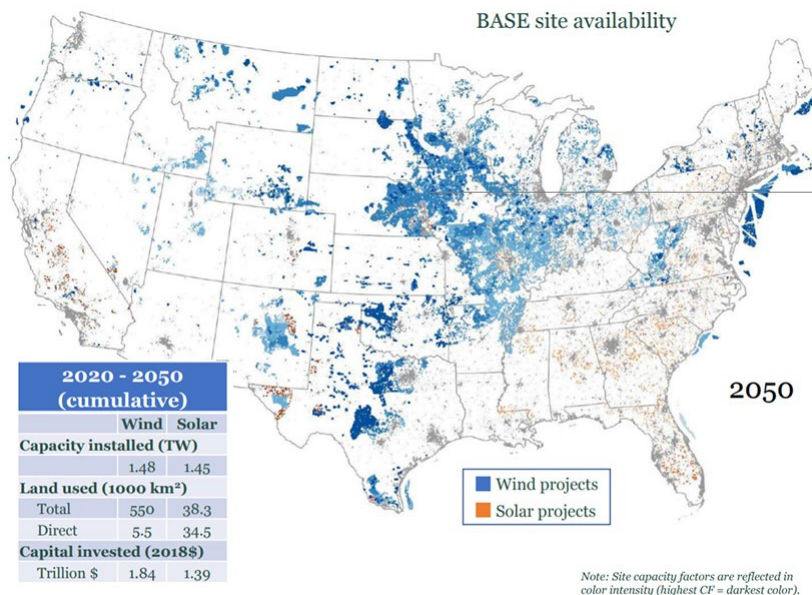 BASE site availability
2050
2020 - 2050
(cumulative)
Wind Solar
Capacity installed (TW)
1.48 1.45
Land used (1000 km²)
Total 550 38.3
Direct 5.5 34.5
Capital invested (2018$)
Trillion $ 1.84 1.39
Wind projects
Solar projects
Note: Site capacity factors are reflected in
color intensity (highest CF = darkest color).